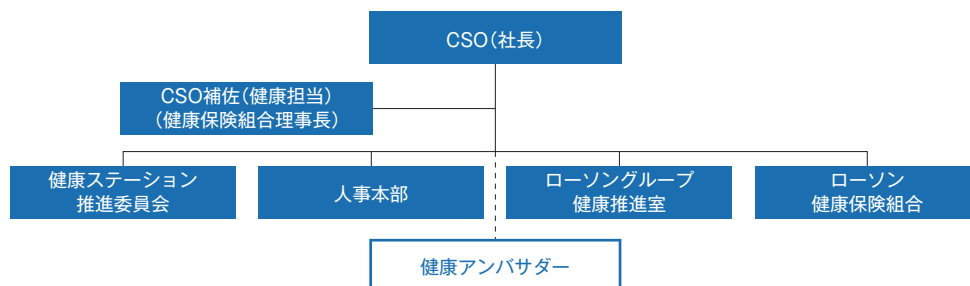 CSO（社長）
CSO補佐（健康担当）
（健康保険組合理事長）
健康ステーション
推進委員会
人事本部
ローソングループ
健康推進室
ローソン
健康保険組合
健康アンバサダー